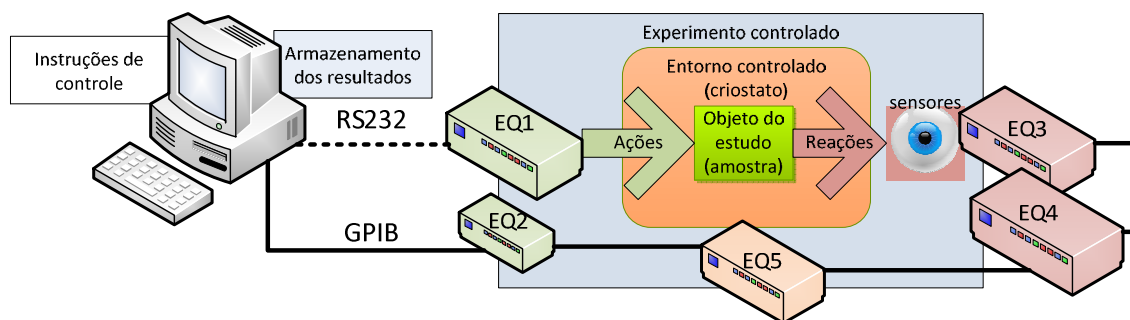 Instruções de
controle
Armazenamento
dos resultados
RS232
GPIB
Experimento controlado
Entorno controlado
(criostato)
EQ1
Ações
Objeto do
estudo
(amostra)
Reações
sensores
EQ3
EQ2
EQ5
EQ4